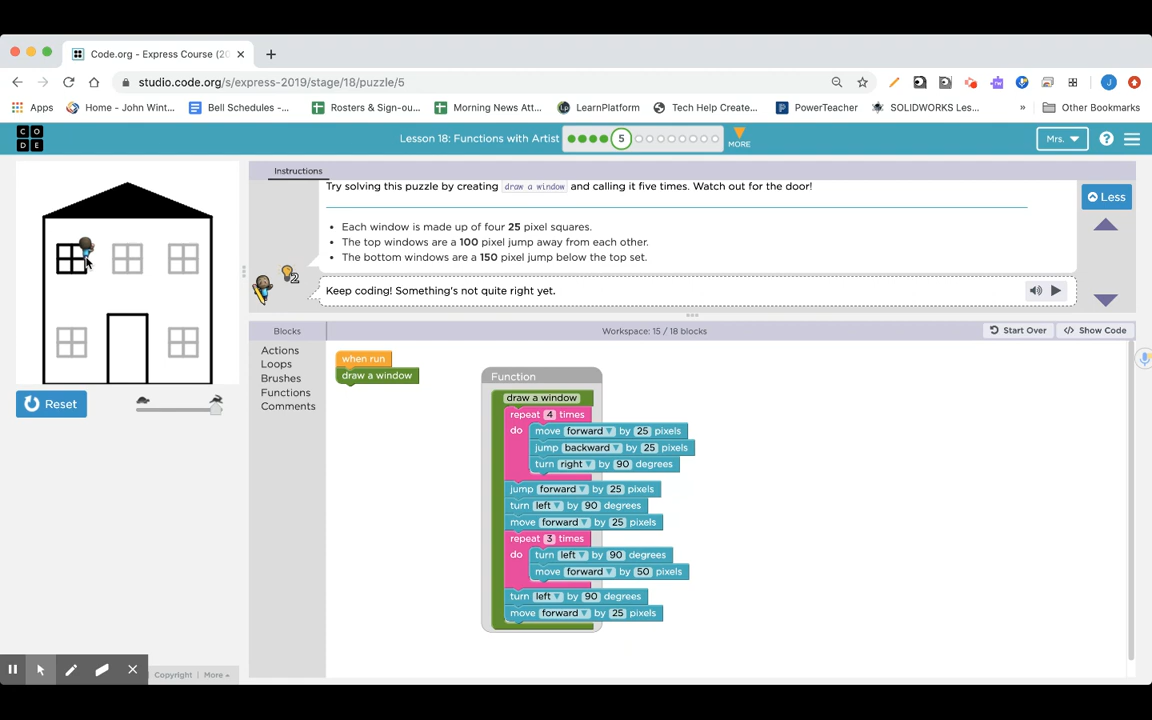 Code.org - Express Course (20
studio.code.org/s/express-2019/stage/18/puzzle/5
J
Apps
Home - John Wint...
Bell Schedules -...
Rosters & Sign-ou...
Morning News Att...
LearnPlatform
Tech Help Create...
PowerTeacher
SOLIDWORKS Les...
»
Other Bookmarks
C O
D E
Lesson 18: Functions with Artist
5
MORE
Mrs.
?
Instructions
Try solving this puzzle by creating draw a window and calling it five times. Watch out for the door!
Less
• Each window is made up of four 25 pixel squares.
• The top windows are a 100 pixel jump away from each other.
• The bottom windows are a 150 pixel jump below the top set.
2
Keep coding! Something's not quite right yet.
Blocks
Workspace: 15 / 18 blocks
Start Over
</> Show Code
Actions
Loops
Brushes
Functions
Comments
Reset
when run
draw a window
Function
draw a window
repeat 4 times
do move forward by 25 pixels
jump backward by 25 pixels
turn right by 90 degrees
jump forward by 25 pixels
turn left by 90 degrees
move forward by 25 pixels
repeat 3 times
do turn left by 90 degrees
move forward by 50 pixels
turn left by 90 degrees
move forward by 25 pixels
Copyright | More